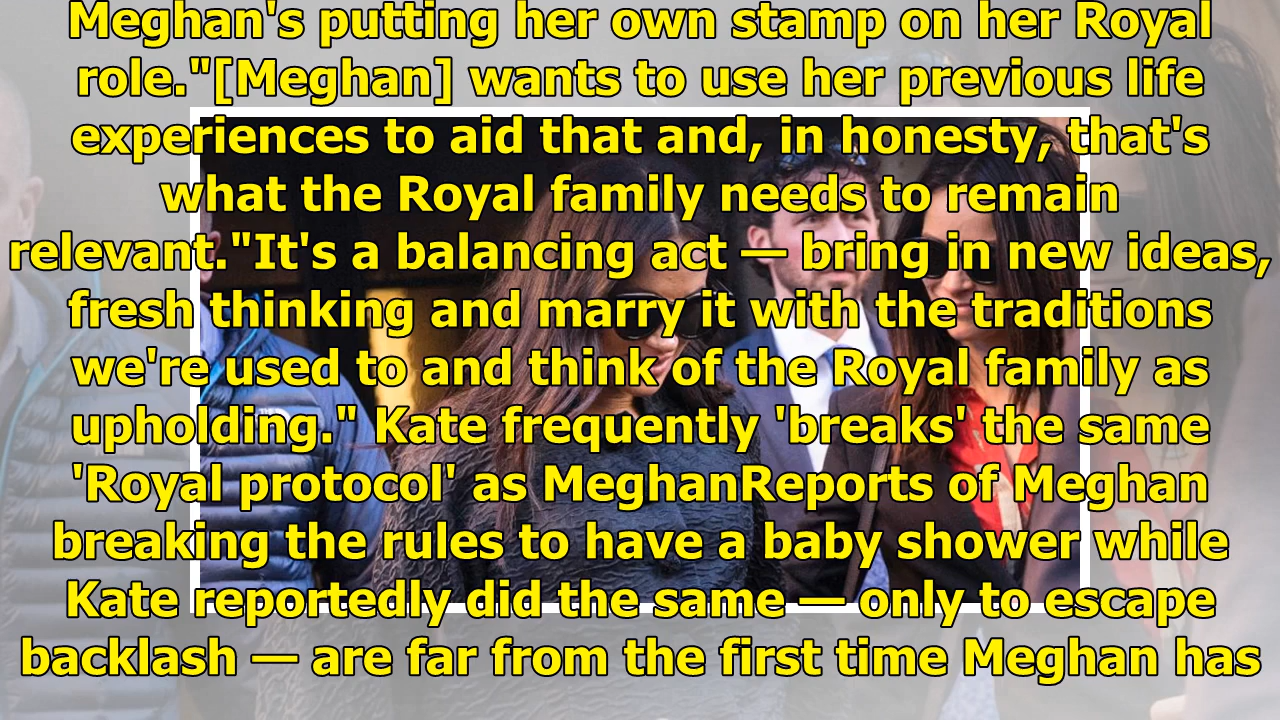 Meghan's putting her own stamp on her Royal
role."[Meghan] wants to use her previous life
experiences to aid that and, in honesty, that's
what the Royal family needs to remain
relevant."It's a balancing act — bring in new ideas,
fresh thinking and marry it with the traditions
we're used to and think of the Royal family as
upholding." Kate frequently 'breaks' the same
'Royal protocol' as MeghanReports of Meghan
breaking the rules to have a baby shower while
Kate reportedly did the same — only to escape
backlash — are far from the first time Meghan has